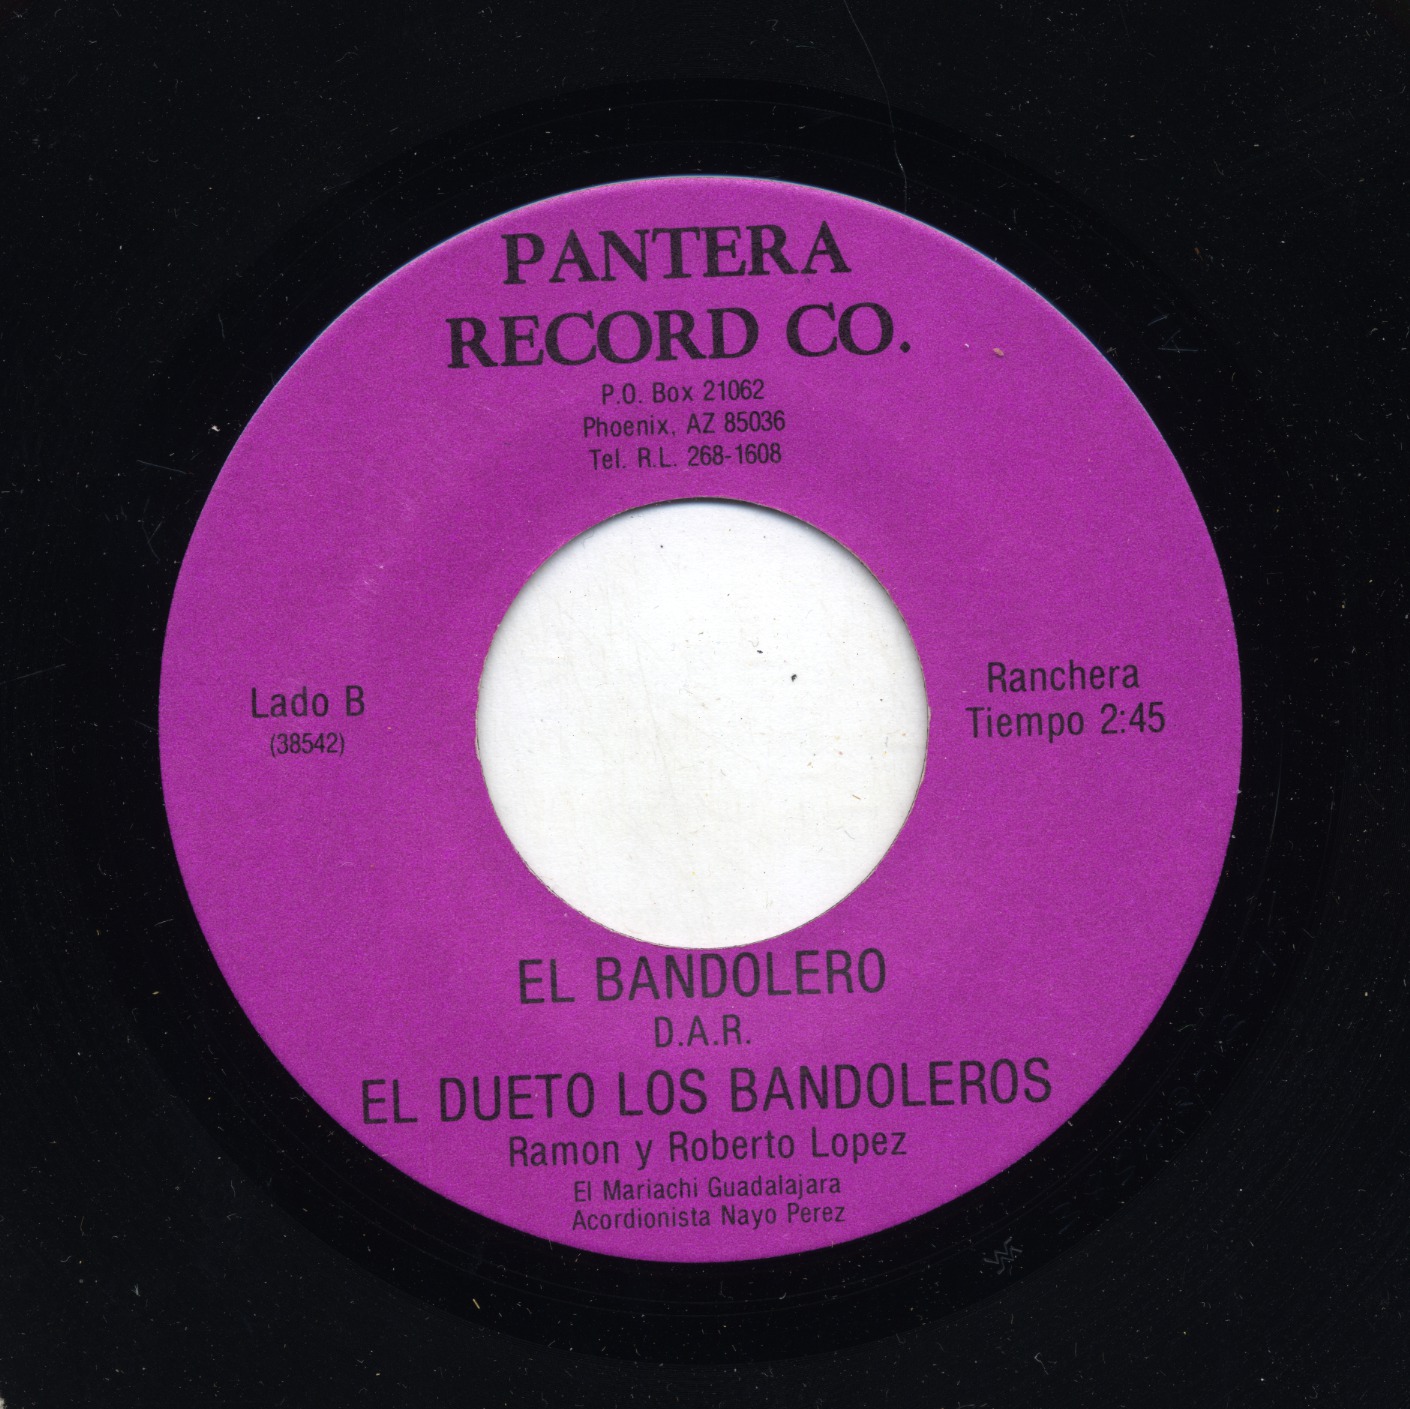 PANTERA
RECORD CO.
P.O. Box 21062
Phoenix, AZ 85036
Tel. R.L. 268-1608
Lado B
(38542)
Ranchera
Tiempo 2:45
EL BANDOLERO
D.A.R.
EL DUETO LOS BANDOLEROS
Ramon y Roberto Lopez
El Mariachi Guadalajara
Acordionista Nayo Perez